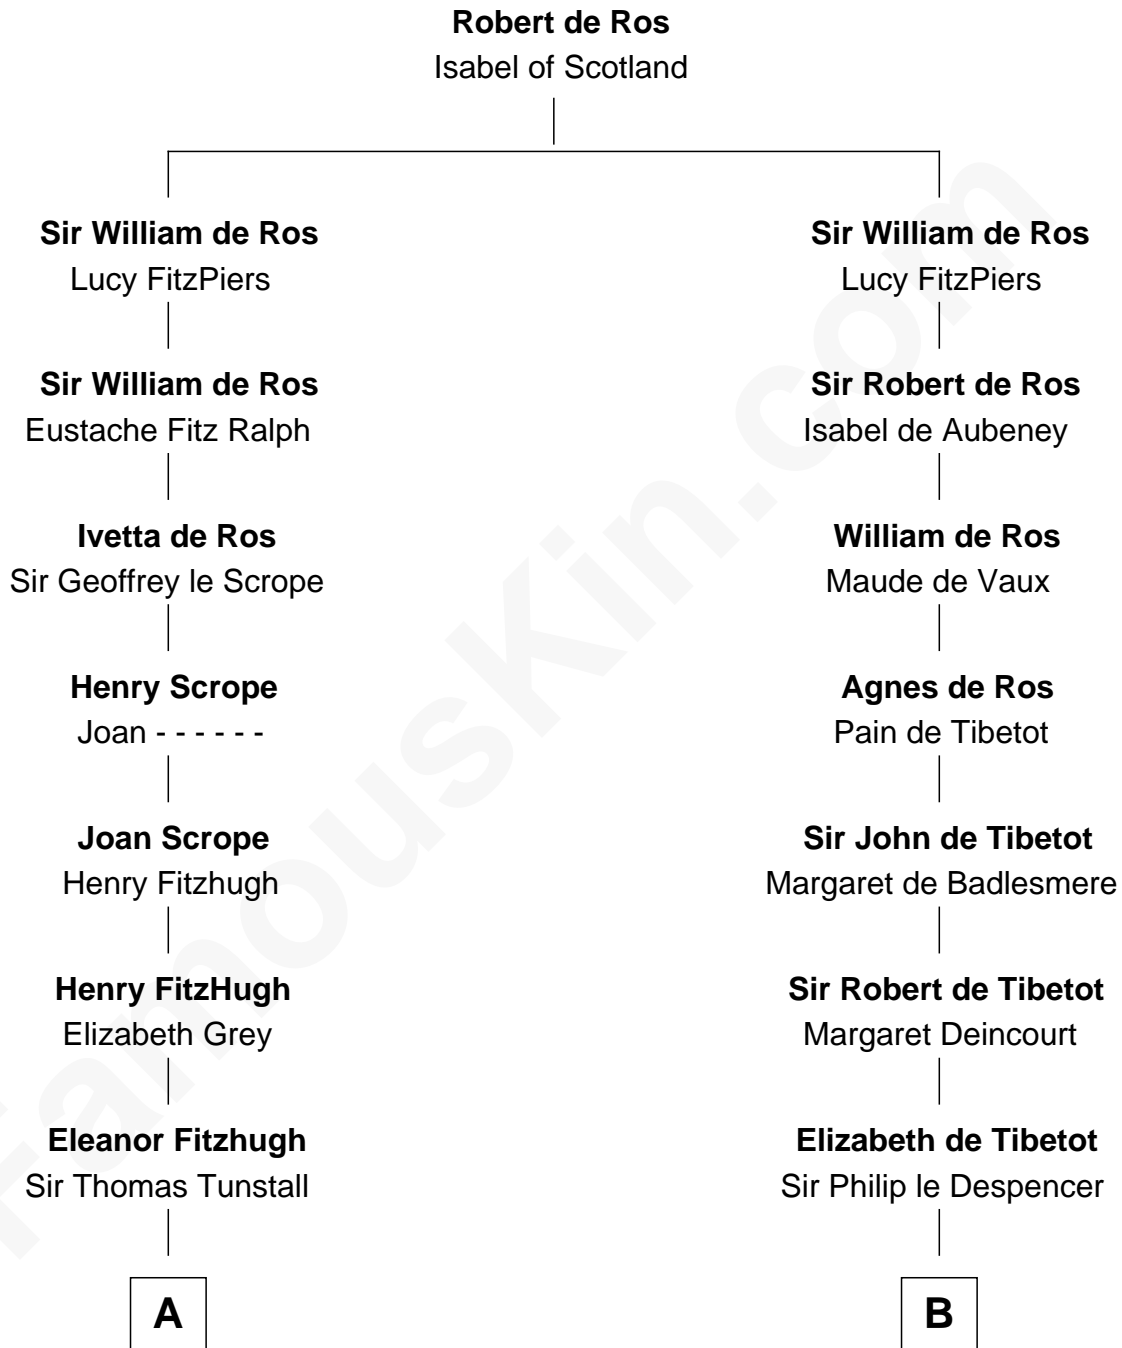 Robert de Ros
Isabel of Scotland
Sir William de Ros
Lucy FitzPiers
Sir William de Ros
Lucy FitzPiers
Sir William de Ros
Eustache Fitz Ralph
Sir Robert de Ros
Isabel de Aubeney
Ivetta de Ros
Sir Geoffrey le Scrope
William de Ros
Maude de Vaux
Henry Scrope
Joan - - - - - -
Agnes de Ros
Pain de Tibetot
Joan Scrope
Henry Fitzhugh
Sir John de Tibetot
Margaret de Badlesmere
Henry FitzHugh
Elizabeth Grey
Sir Robert de Tibetot
Margaret Deincourt
Eleanor Fitzhugh
Sir Thomas Tunstall
Elizabeth de Tibetot
Sir Philip le Despencer
A
B
FamousKin.com